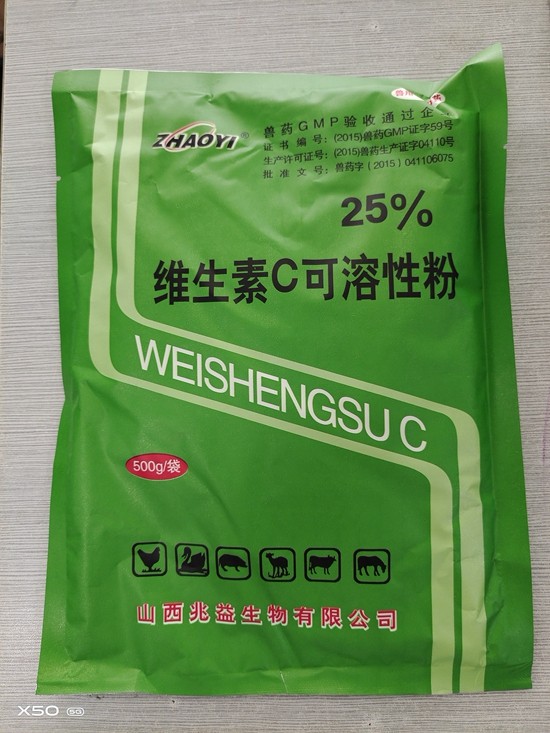 ZHAOYI®
兽药GMP验收通过企
证书编号：(2015)兽药GMP证字59号
生产许可证号：(2015)兽药生产证字04110号
批准文号：兽药字（2015）041106075
25%
维生素C可溶性粉
WEISHENGSU C
500g/袋
山西兆益生物有限公司
X50 5G